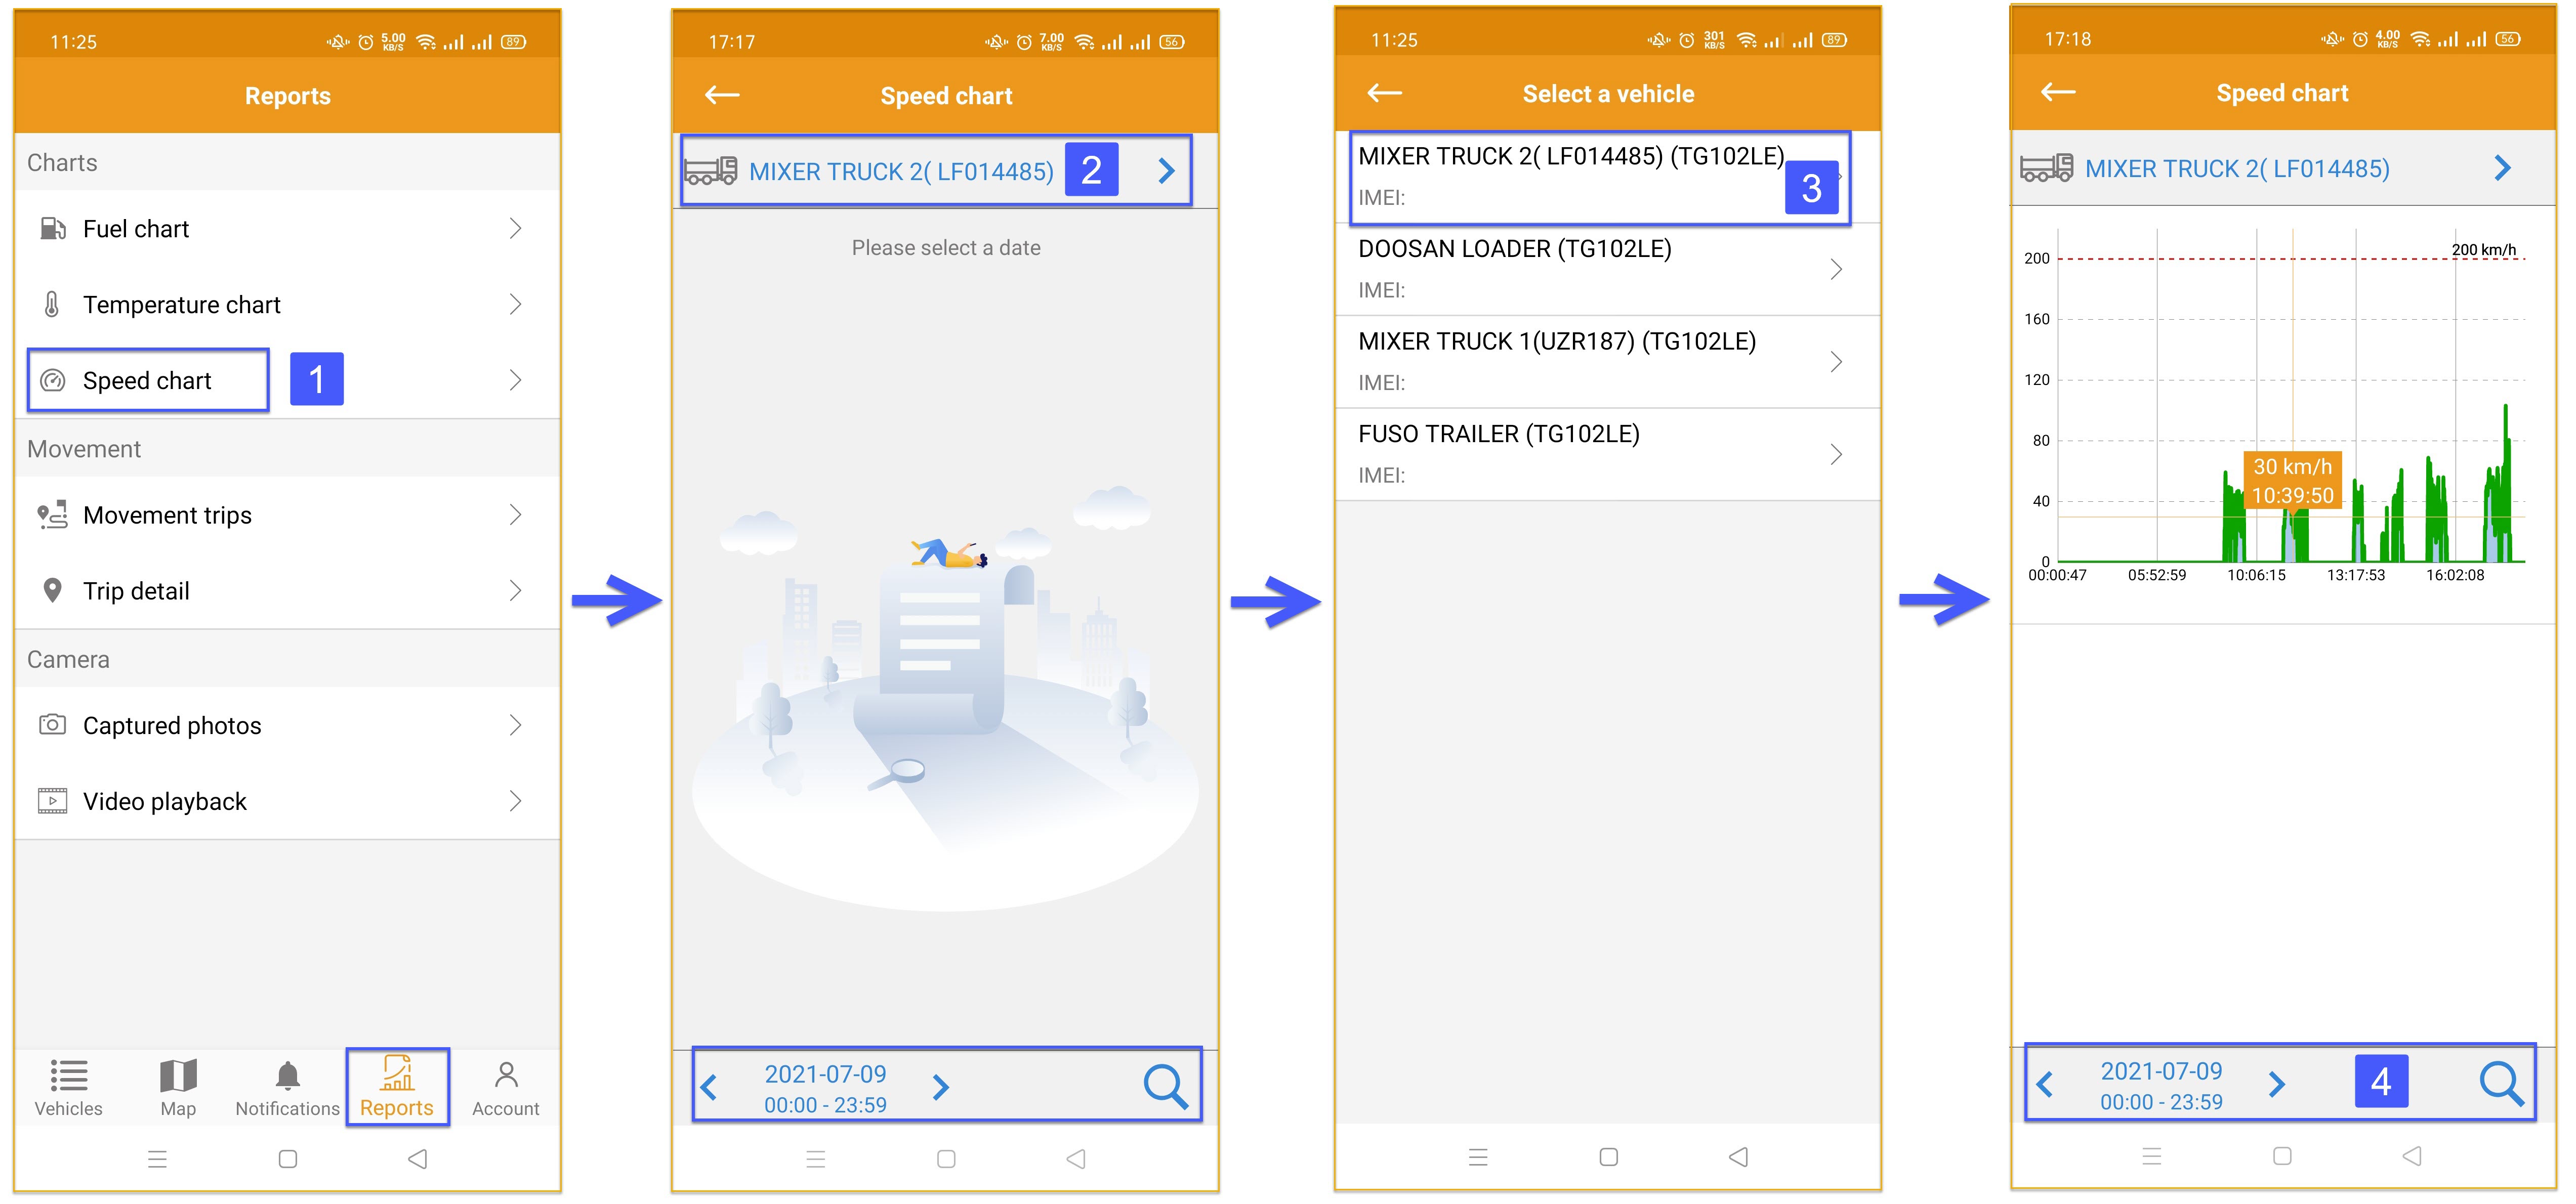 11:25
5.00
KB/S
89
Reports
Charts
Fuel chart
Temperature chart
Speed chart
1
Movement
Movement trips
Trip detail
Camera
Captured photos
Video playback
Vehicles
Map
Notifications
Reports
Account
17:17
7.00
KB/S
56
Speed chart
MIXER TRUCK 2( LF014485)
2
Please select a date
2021-07-09
00:00 - 23:59
11:25
301
KB/S
89
Select a vehicle
MIXER TRUCK 2( LF014485) (TG102LE)
IMEI:
3
DOOSAN LOADER (TG102LE)
IMEI:
MIXER TRUCK 1(UZR187) (TG102LE)
IMEI:
FUSO TRAILER (TG102LE)
IMEI:
17:18
4.00
KB/S
56
Speed chart
MIXER TRUCK 2( LF014485)
200 km/h
200
160
120
80
40
0
30 km/h
10:39:50
00:00:47
05:52:59
10:06:15
13:17:53
16:02:08
2021-07-09
00:00 - 23:59
4